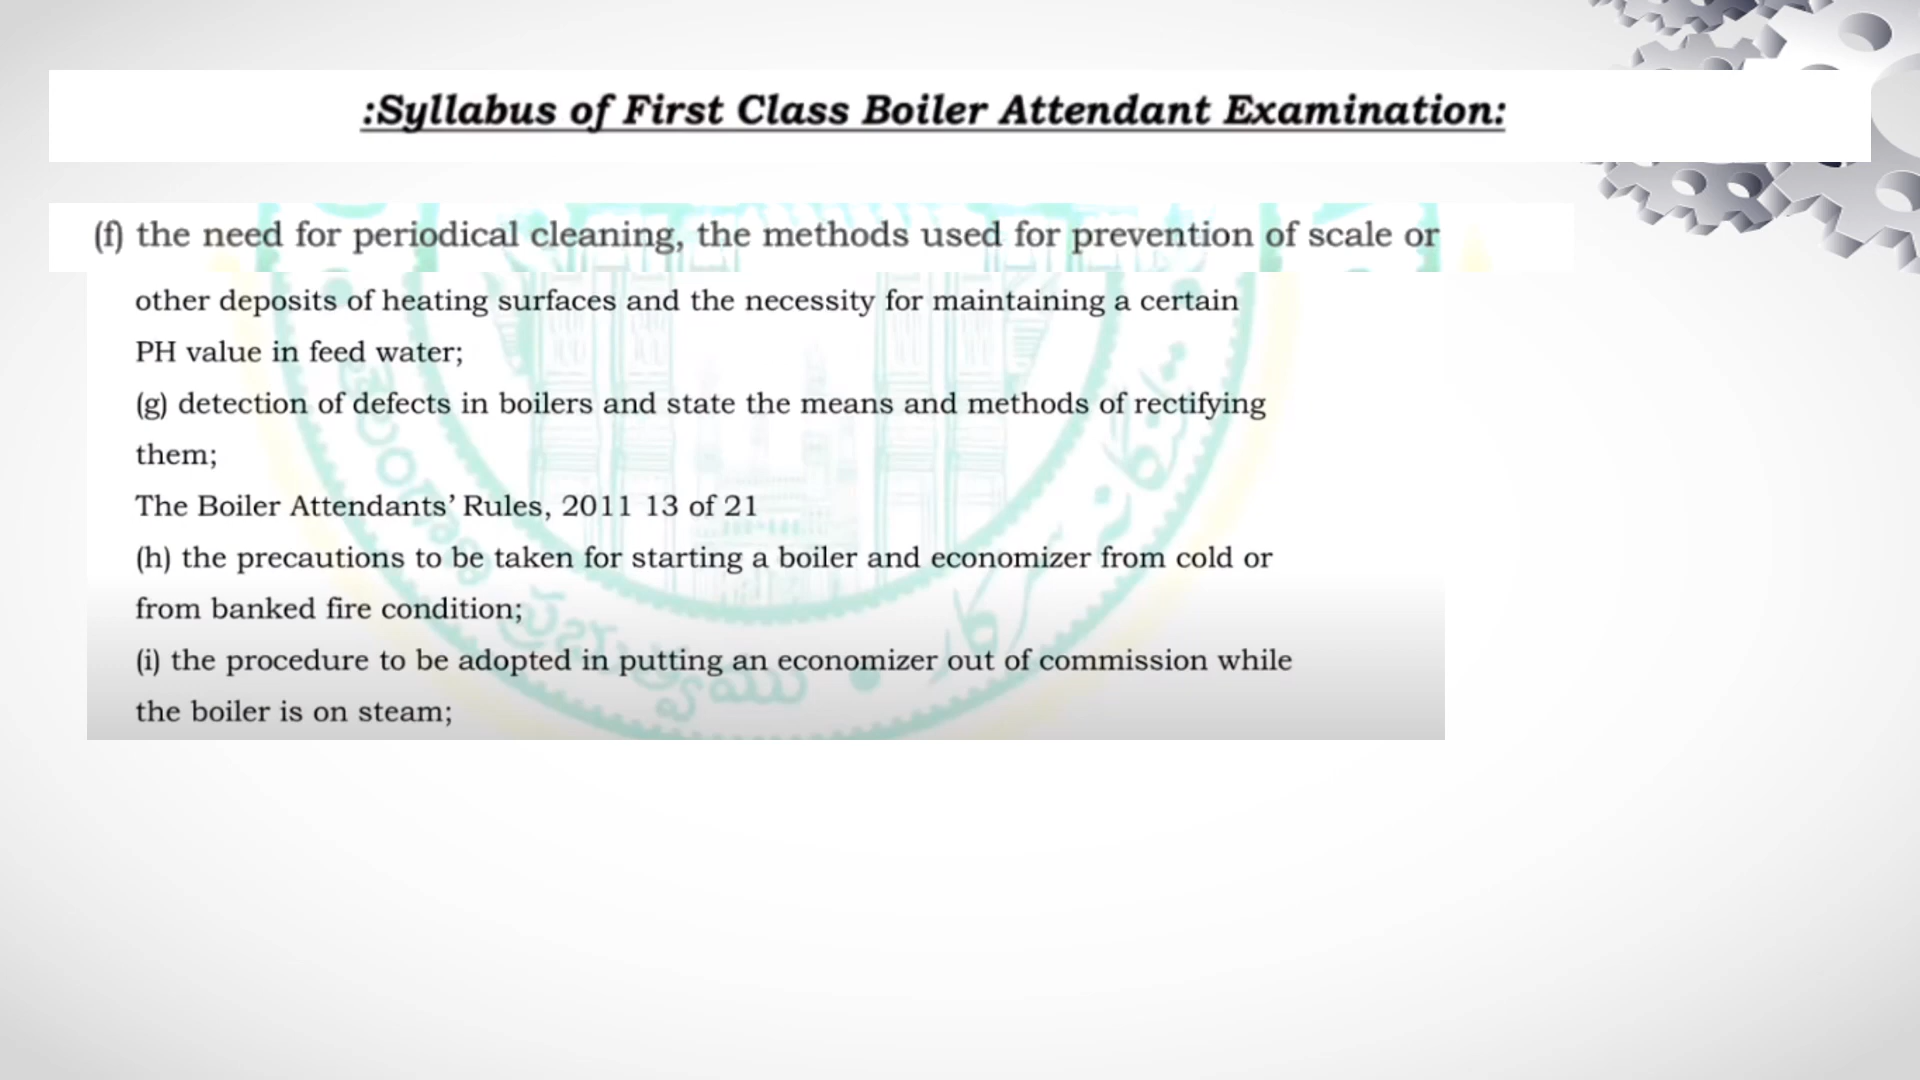 :Syllabus of First Class Boiler Attendant Examination:
(f) the need for periodical cleaning, the methods used for prevention of scale or
other deposits of heating surfaces and the necessity for maintaining a certain
PH value in feed water;
(g) detection of defects in boilers and state the means and methods of rectifying
them;
The Boiler Attendants’ Rules, 2011 13 of 21
(h) the precautions to be taken for starting a boiler and economizer from cold or
from banked fire condition;
(i) the procedure to be adopted in putting an economizer out of commission while
the boiler is on steam;